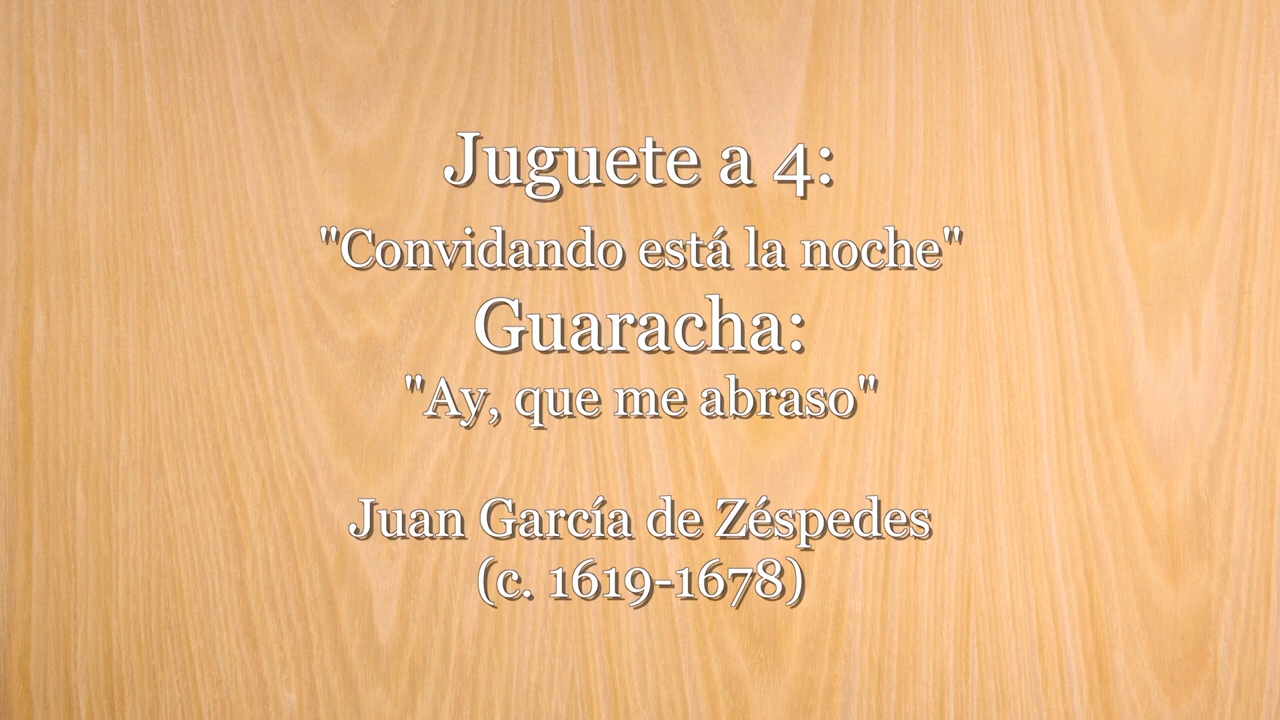 Juguete a 4:
"Convidando está la noche"
Guaracha:
"Ay, que me abraso"
Juan García de Zéspedes
(c. 1619-1678)